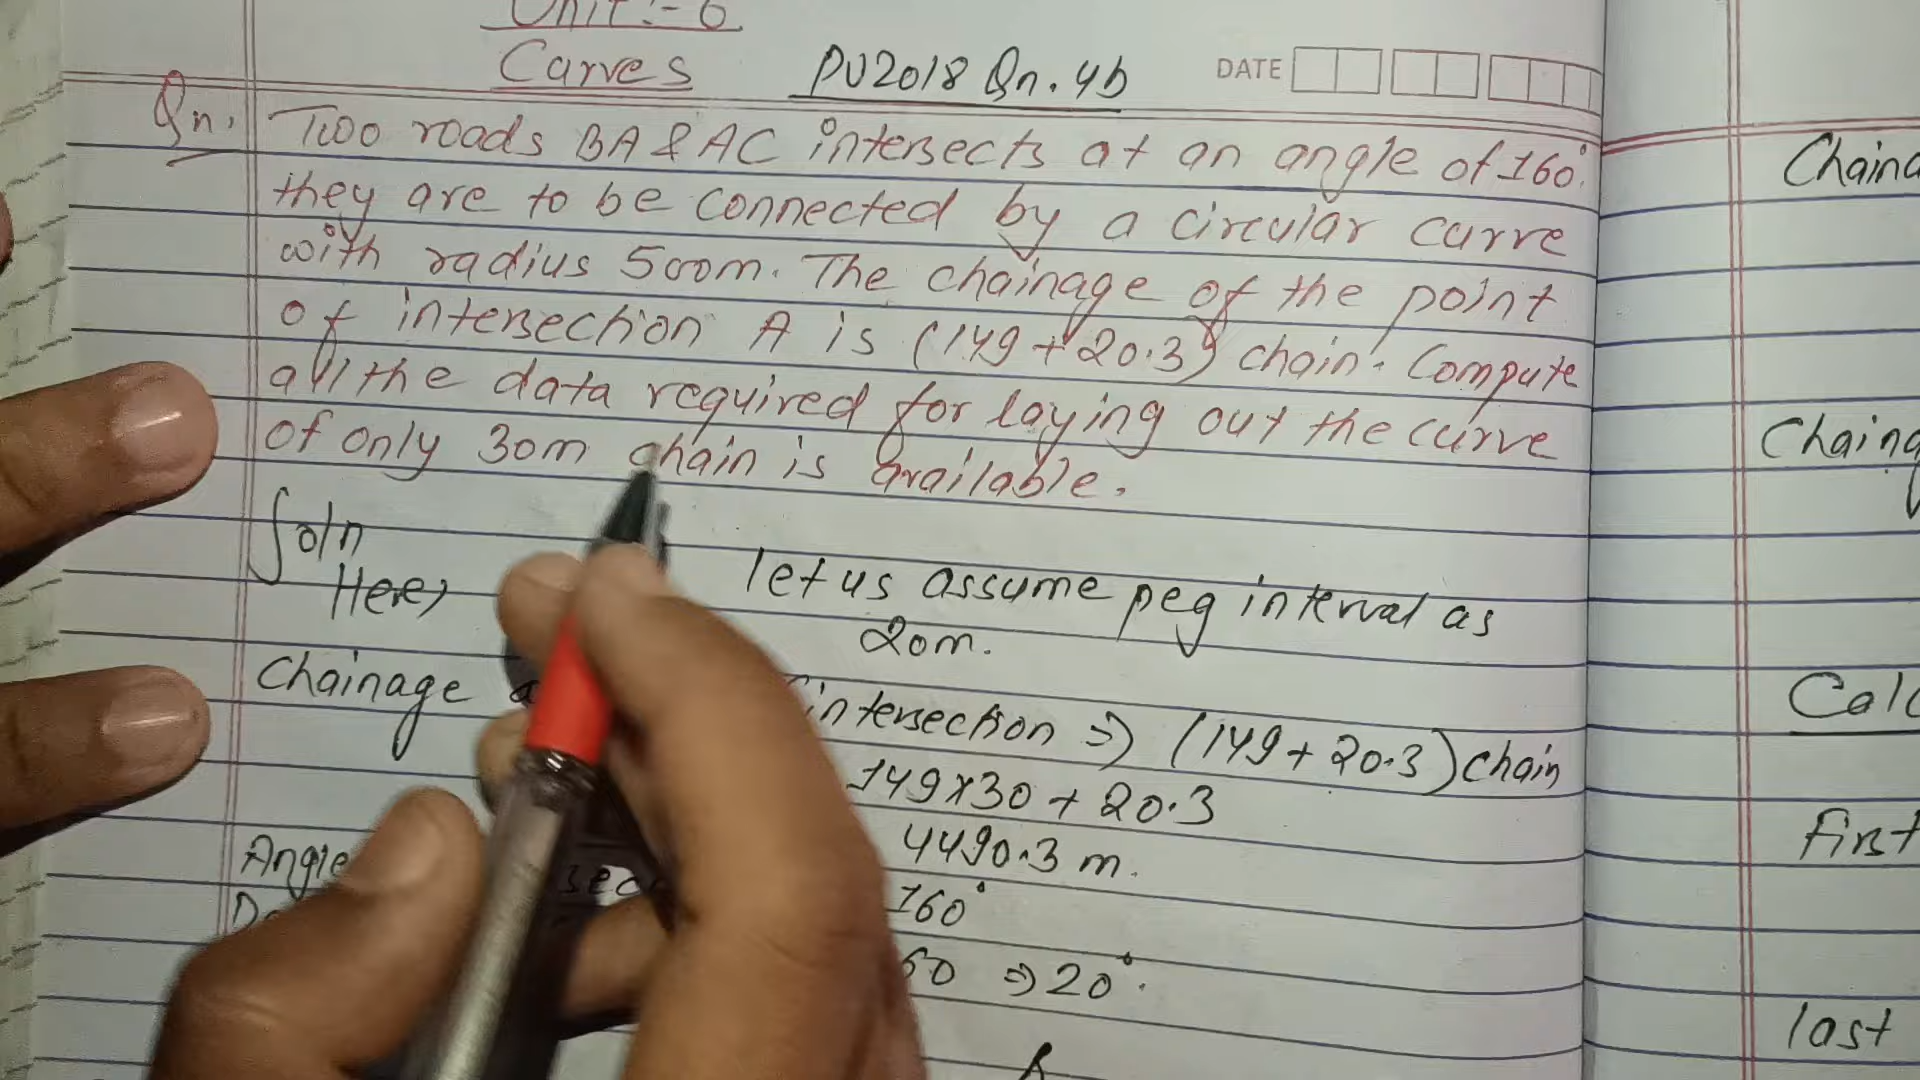 Unit :- 6
Curves PU2018 Qn. 4b DATE
Qn. Two roads BA & AC intersects at an angle of 160°.
they are to be connected by a circular curve
with radius 500m. The chainage of the point
of intersection A is (149 + 20.3) chain. Compute
all the data required for laying out the curve
of only 30m chain is available.
Soln
Here, let us assume peg interval as
20m.
Chainage intersection ⇒ (149 + 20.3) chain
149x30 + 20.3
4490.3 m.
Angle 160°
⇒ 20°.
Calc
first
last